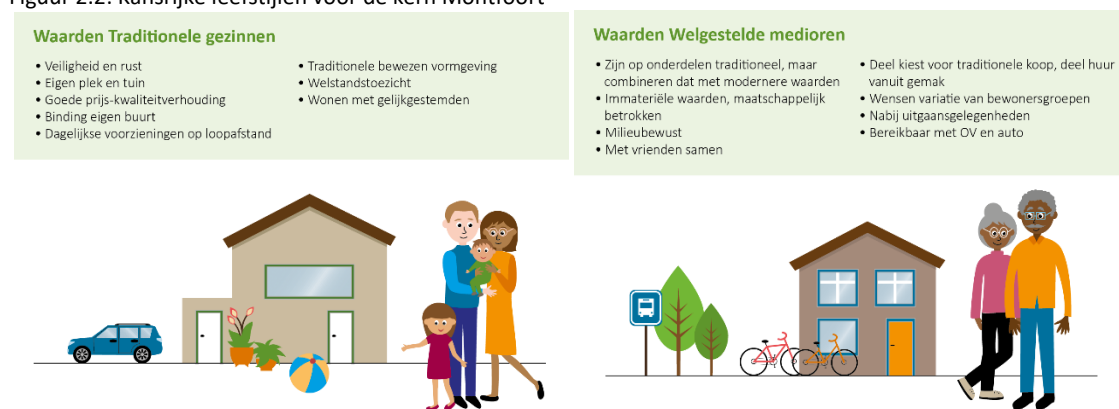 Figuur 2.2: Kansrijke leefstijlen voor de kern Montfoort
Waarden Traditionele gezinnen
• Veiligheid en rust
• Eigen plek en tuin
• Goede prijs-kwaliteitverhouding
• Binding eigen buurt
• Dagelijkse voorzieningen op loopafstand
• Traditionele bewezen vormgeving
• Welstandstoezicht
• Wonen met gelijkgestemden
Waarden Welgestelde medioren
• Zijn op onderdelen traditioneel, maar
combineren dat met modernere waarden
• Immateriële waarden, maatschappelijk
betrokken
• Milieubewust
• Met vrienden samen
• Deel kiest voor traditionele koop, deel huur
vanuit gemak
• Wensen variatie van bewonersgroepen
• Nabij uitgaansgelegenheden
• Bereikbaar met OV en auto